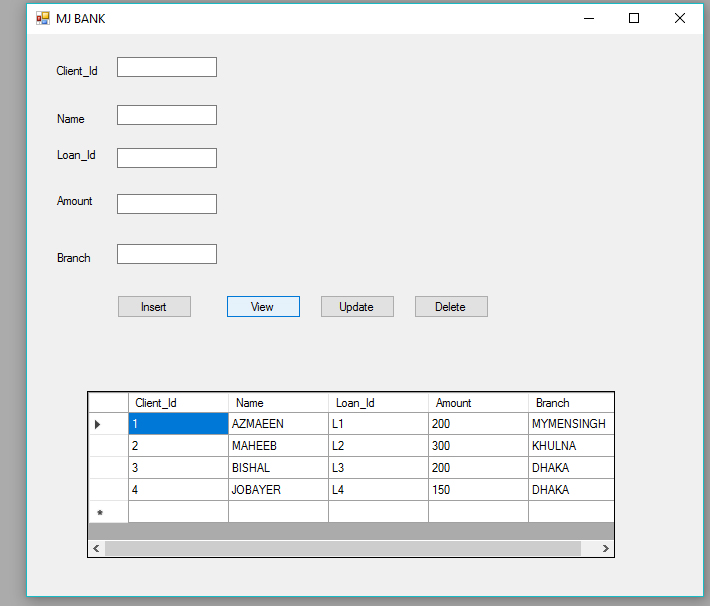 MJ BANK
Client_Id
Name
Loan_Id
Amount
Branch
Insert View Update Delete
Client_Id Name Loan_Id Amount Branch
1 AZMAEEN L1 200 MYMENSINGH
2 MAHEEB L2 300 KHULNA
3 BISHAL L3 200 DHAKA
4 JOBAYER L4 150 DHAKA